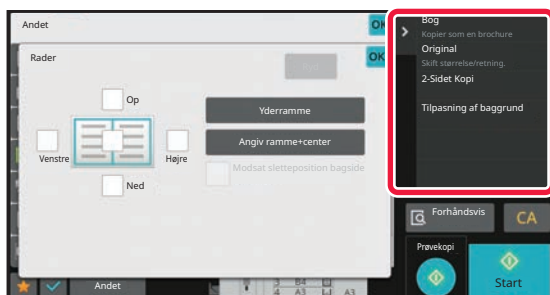 Andet
OK
Rader
OK
Op
Venstre
Højre
Ned
Yderramme
Angiv ramme+center
Modsat sletteposition bagside
Bog
Kopier som en brochure
Original
Skift størrelse/retning.
2-Sidet Kopi
Tilpasning af baggrund
Forhåndsvis
CA
Prøvekopi
Start
Andet
3 B4
4 A3 A3